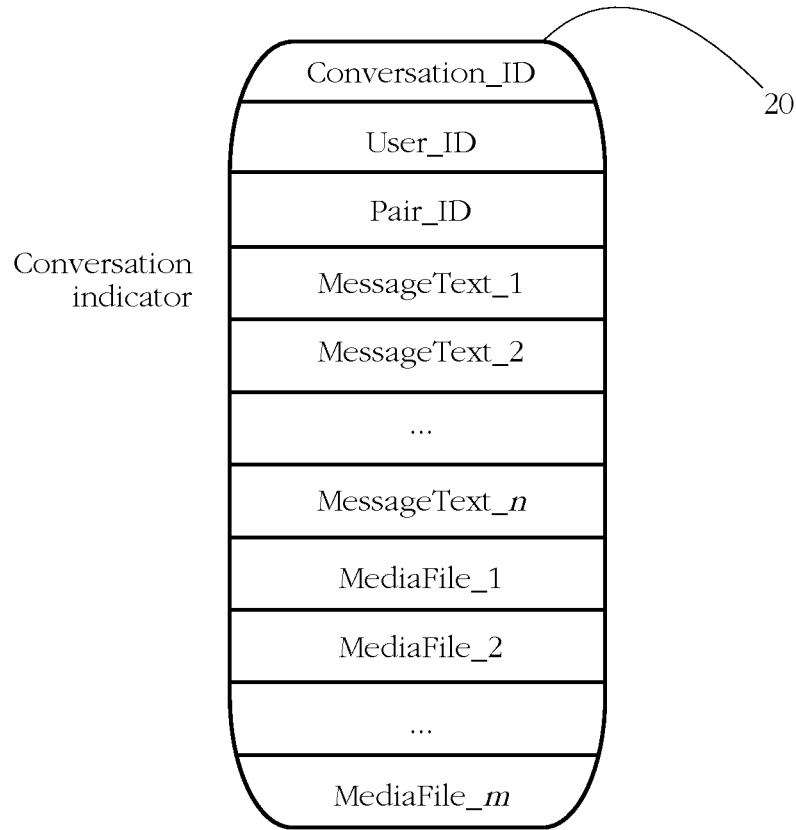 Conversation_ID
20
User_ID
Pair_ID
Conversation
indicator
MessageText_1
MessageText_2
...
MessageText_n
MediaFile_1
MediaFile_2
...
MediaFile_m